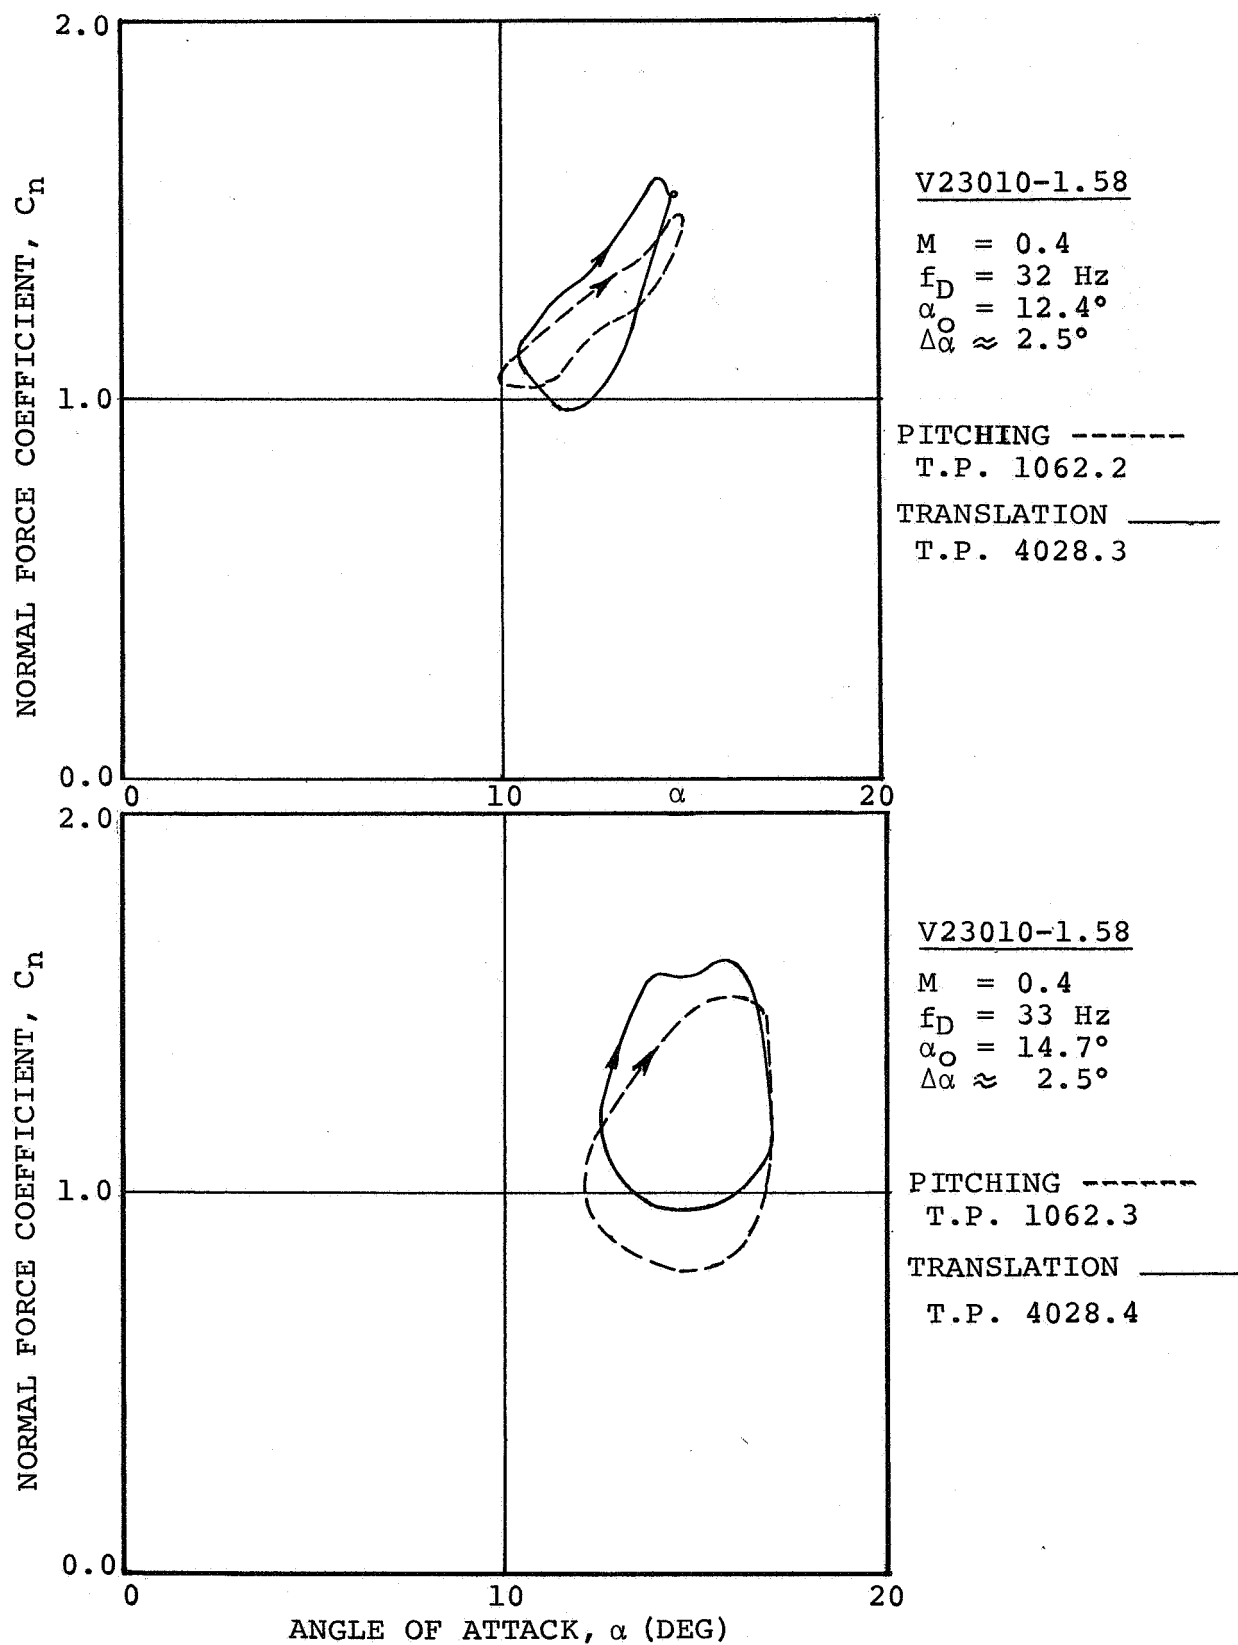 2.0
NORMAL FORCE COEFFICIENT, Cn
1.0
0.0
0 10 α 20
V23010-1.58
M = 0.4
fD = 32 Hz
αo = 12.4°
Δα ≈ 2.5°
PITCHING ------
T.P. 1062.2
TRANSLATION ____
T.P. 4028.3
2.0
NORMAL FORCE COEFFICIENT, Cn
1.0
0.0
0 10 20
ANGLE OF ATTACK, α (DEG)
V23010-1.58
M = 0.4
fD = 33 Hz
αo = 14.7°
Δα ≈ 2.5°
PITCHING ------
T.P. 1062.3
TRANSLATION ____
T.P. 4028.4